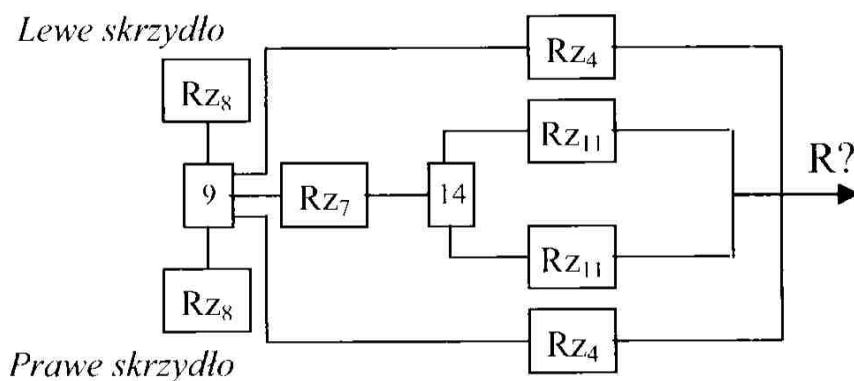 Lewe skrzydło
Rz₄
Rz₈
Rz₁₁
R?
9
Rz₇
14
Rz₈
Rz₁₁
Prawe skrzydło
Rz₄